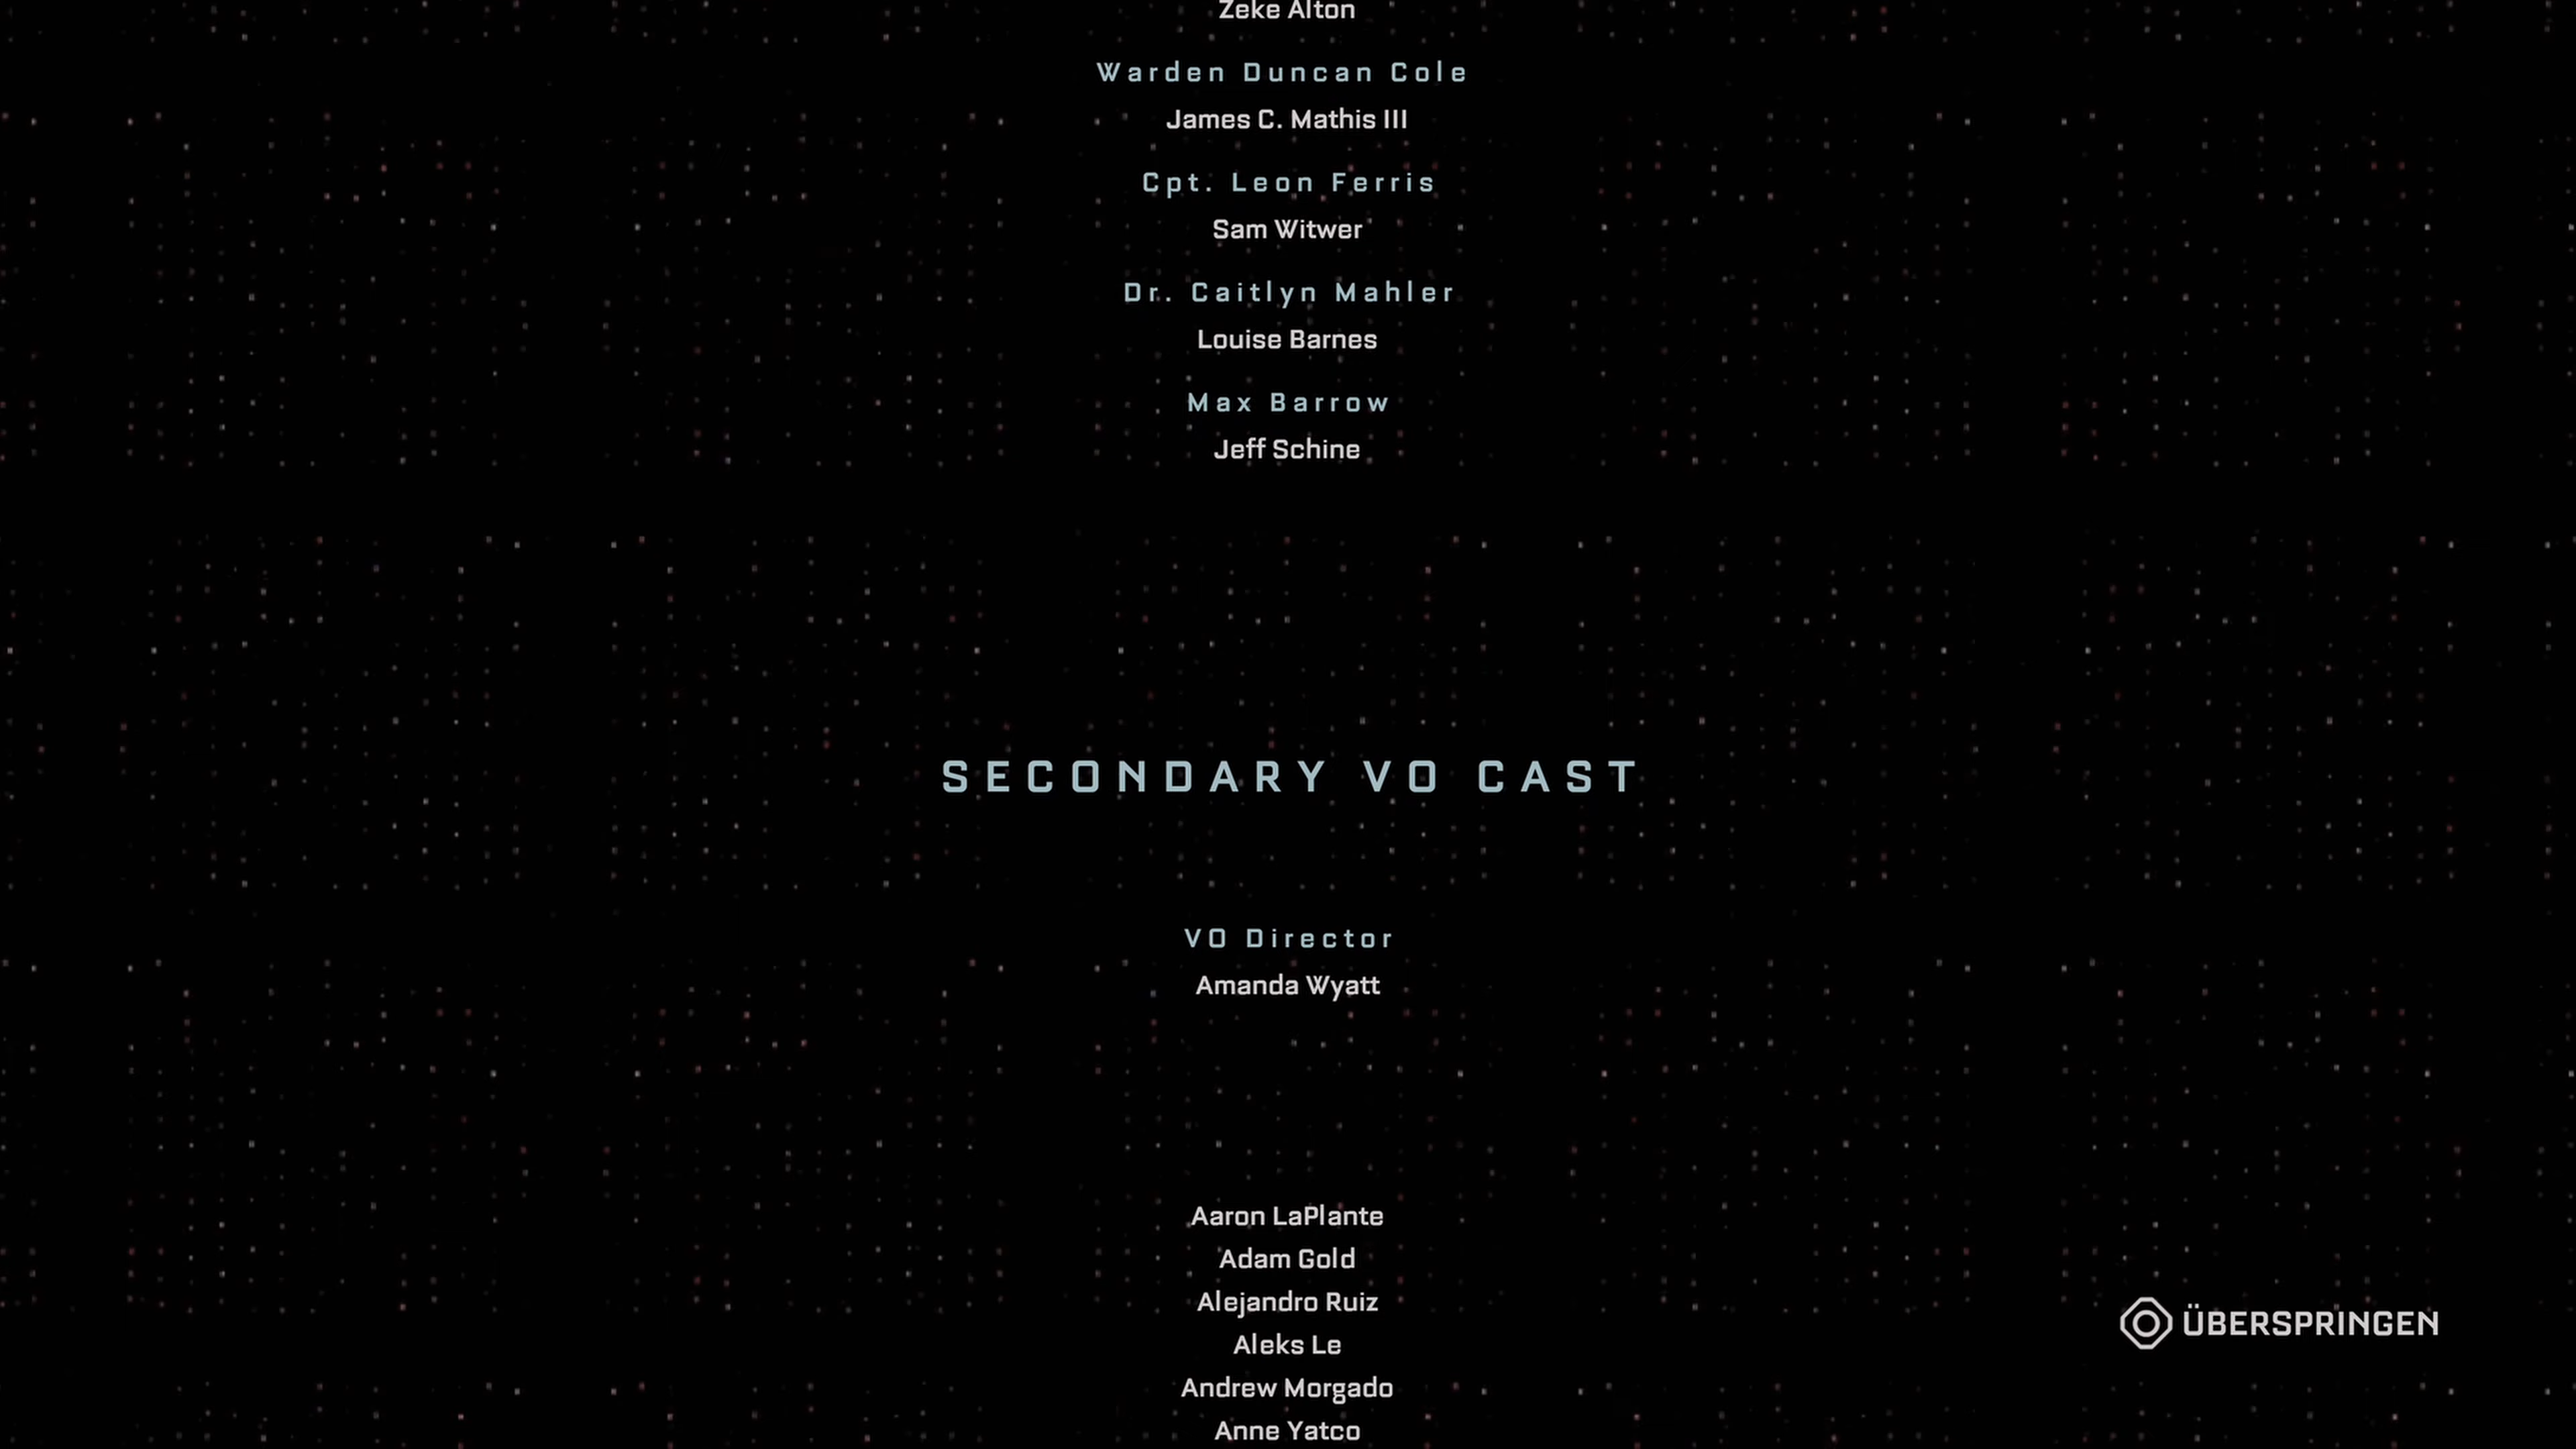 Zeke Alton
Warden Duncan Cole
James C. Mathis III
Cpt. Leon Ferris
Sam Witwer
Dr. Caitlyn Mahler
Louise Barnes
Max Barrow
Jeff Schine
SECONDARY VO CAST
VO Director
Amanda Wyatt
Aaron LaPlante
Adam Gold
Alejandro Ruiz
Aleks Le
Andrew Morgado
Anne Yatco
ÜBERSPRINGEN